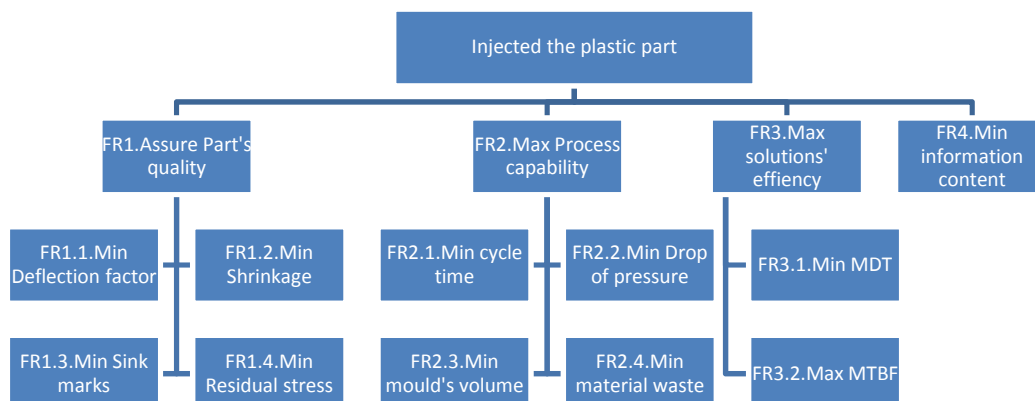 Injected the plastic part
FR1.Assure Part's
quality
FR2.Max Process
capability
FR3.Max
solutions'
effiency
FR4.Min
information
content
FR1.1.Min
Deflection factor
FR1.2.Min
Shrinkage
FR2.1.Min cycle
time
FR2.2.Min Drop
of pressure
FR3.1.Min MDT
FR1.3.Min Sink
marks
FR1.4.Min
Residual stress
FR2.3.Min
mould's volume
FR2.4.Min
material waste
FR3.2.Max MTBF